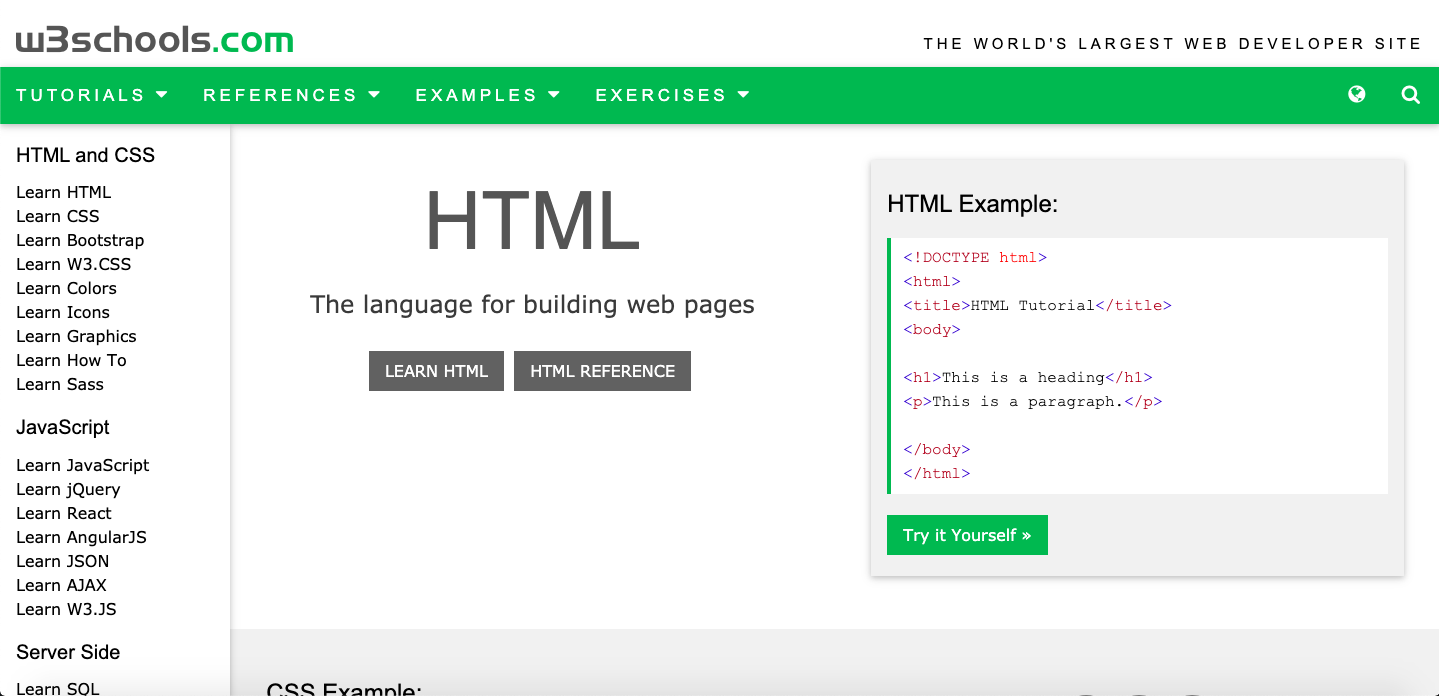 w3schools.com
THE WORLD'S LARGEST WEB DEVELOPER SITE
TUTORIALS REFERENCES EXAMPLES EXERCISES
HTML and CSS
Learn HTML
Learn CSS
Learn Bootstrap
Learn W3.CSS
Learn Colors
Learn Icons
Learn Graphics
Learn How To
Learn Sass
JavaScript
Learn JavaScript
Learn jQuery
Learn React
Learn AngularJS
Learn JSON
Learn AJAX
Learn W3.JS
Server Side
Learn SQL
HTML
The language for building web pages
LEARN HTML HTML REFERENCE
HTML Example:
<!DOCTYPE html>
<html>
<title>HTML Tutorial</title>
<body>
<h1>This is a heading</h1>
<p>This is a paragraph.</p>
</body>
</html>
Try it Yourself »
CSS Example: